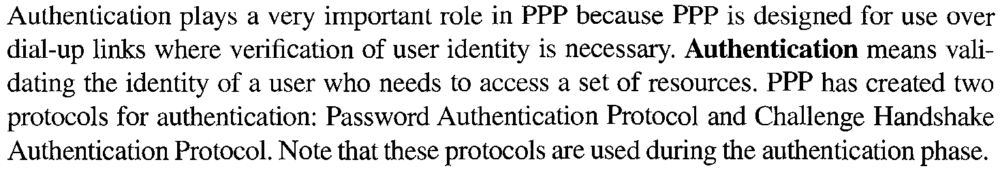 Authentication plays a very important role in PPP because PPP is designed for use over
dial-up links where verification of user identity is necessary. Authentication means vali-
dating the identity of a user who needs to access a set of resources. PPP has created two
protocols for authentication: Password Authentication Protocol and Challenge Handshake
Authentication Protocol. Note that these protocols are used during the authentication phase.